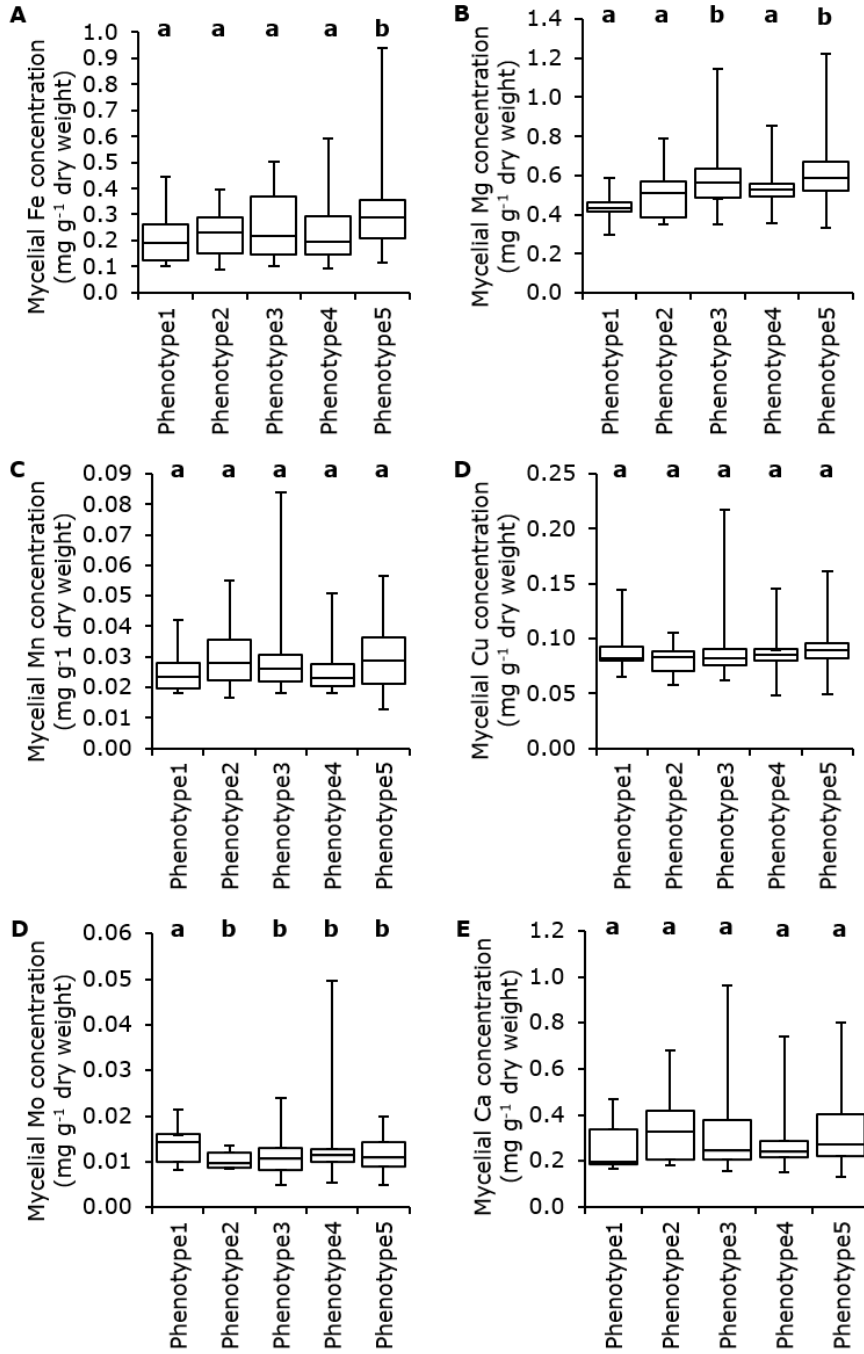 A
a a a a b
Mycelial Fe concentration
(mg g⁻¹ dry weight)
1.0
0.9
0.8
0.7
0.6
0.5
0.4
0.3
0.2
0.1
0.0
Phenotype1
Phenotype2
Phenotype3
Phenotype4
Phenotype5
B
a a b a b
Mycelial Mg concentration
(mg g⁻¹ dry weight)
1.4
1.2
1.0
0.8
0.6
0.4
0.2
0.0
Phenotype1
Phenotype2
Phenotype3
Phenotype4
Phenotype5
C
a a a a a
Mycelial Mn concentration
(mg g-1 dry weight)
0.09
0.08
0.07
0.06
0.05
0.04
0.03
0.02
0.01
0.00
Phenotype1
Phenotype2
Phenotype3
Phenotype4
Phenotype5
D
a a a a a
Mycelial Cu concentration
(mg g⁻¹ dry weight)
0.25
0.20
0.15
0.10
0.05
0.00
Phenotype1
Phenotype2
Phenotype3
Phenotype4
Phenotype5
D
a b b b b
Mycelial Mo concentration
(mg g⁻¹ dry weight)
0.06
0.05
0.04
0.03
0.02
0.01
0.00
Phenotype1
Phenotype2
Phenotype3
Phenotype4
Phenotype5
E
a a a a a
Mycelial Ca concentration
(mg g⁻¹ dry weight)
1.2
1.0
0.8
0.6
0.4
0.2
0.0
Phenotype1
Phenotype2
Phenotype3
Phenotype4
Phenotype5